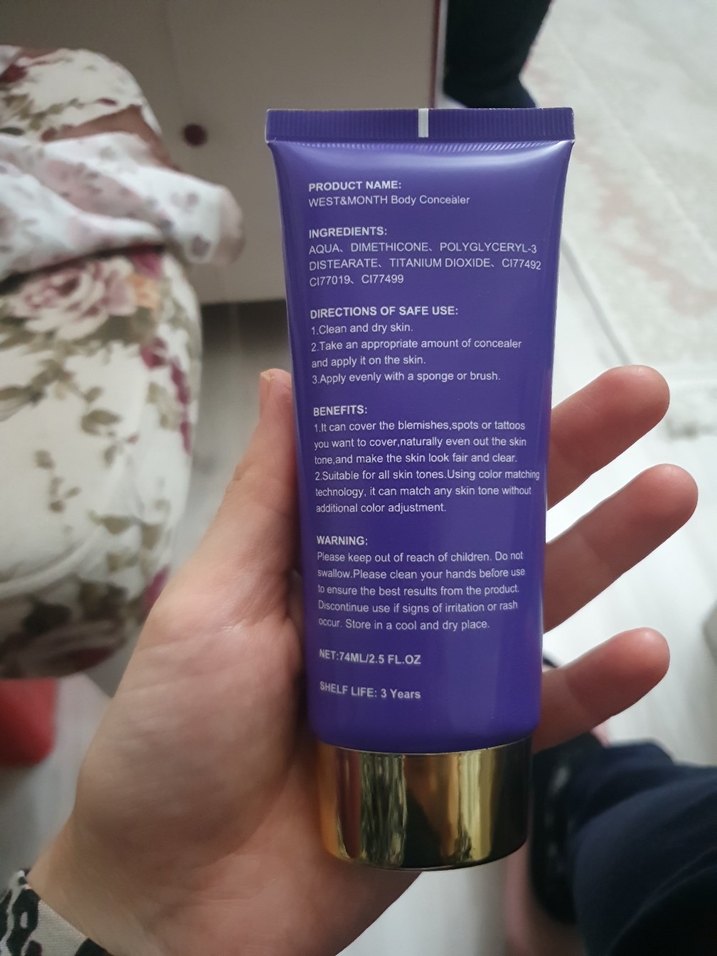 PRODUCT NAME:
WEST&MONTH Body Concealer
INGREDIENTS:
AQUA、DIMETHICONE、POLYGLYCERYL-3
DISTEARATE、TITANIUM DIOXIDE、CI77492
CI77019、CI77499
DIRECTIONS OF SAFE USE:
1.Clean and dry skin.
2.Take an appropriate amount of concealer
and apply it on the skin.
3.Apply evenly with a sponge or brush.
BENEFITS:
1.It can cover the blemishes,spots or tattoos
you want to cover,naturally even out the skin
tone,and make the skin look fair and clear.
2.Suitable for all skin tones.Using color matching
technology, it can match any skin tone without
additional color adjustment.
WARNING:
Please keep out of reach of children. Do not
swallow.Please clean your hands before use
to ensure the best results from the product.
Discontinue use if signs of irritation or rash
occur. Store in a cool and dry place.
NET:74ML/2.5 FL.OZ
SHELF LIFE: 3 Years